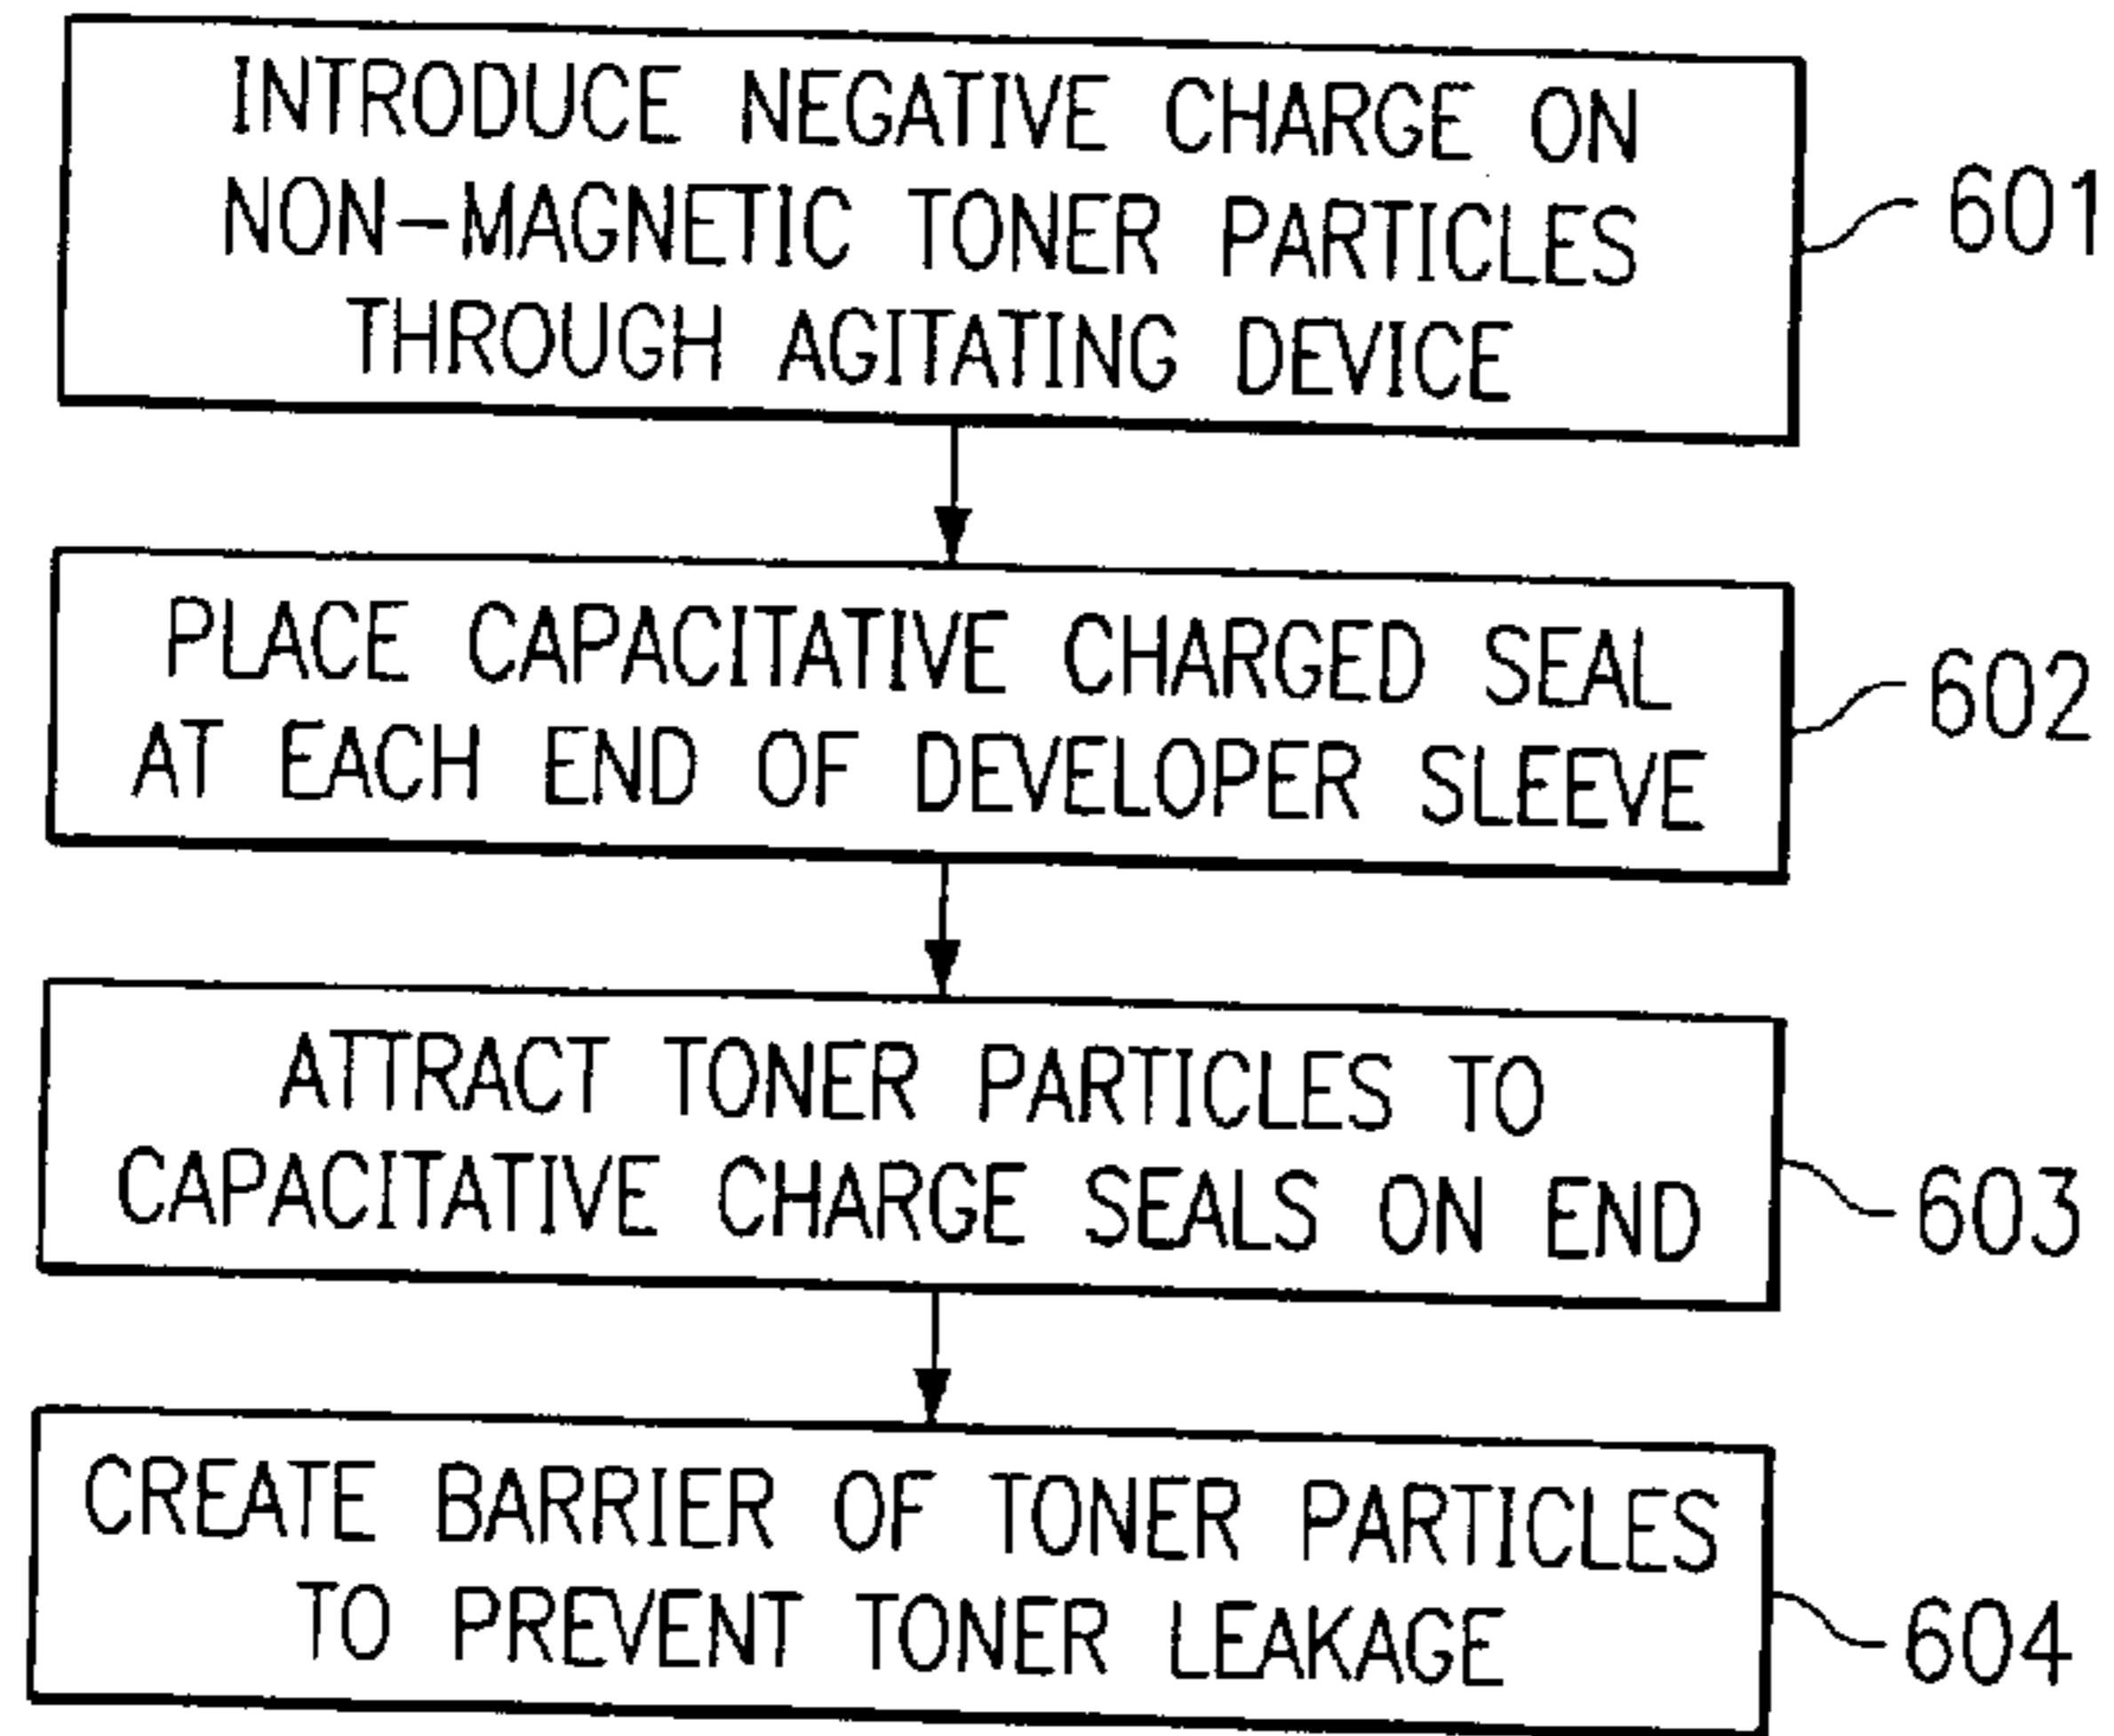 INTRODUCE NEGATIVE CHARGE ON
NON-MAGNETIC TONER PARTICLES
THROUGH AGITATING DEVICE
601
PLACE CAPACITATIVE CHARGED SEAL
AT EACH END OF DEVELOPER SLEEVE
602
ATTRACT TONER PARTICLES TO
CAPACITATIVE CHARGE SEALS ON END
603
CREATE BARRIER OF TONER PARTICLES
TO PREVENT TONER LEAKAGE
604